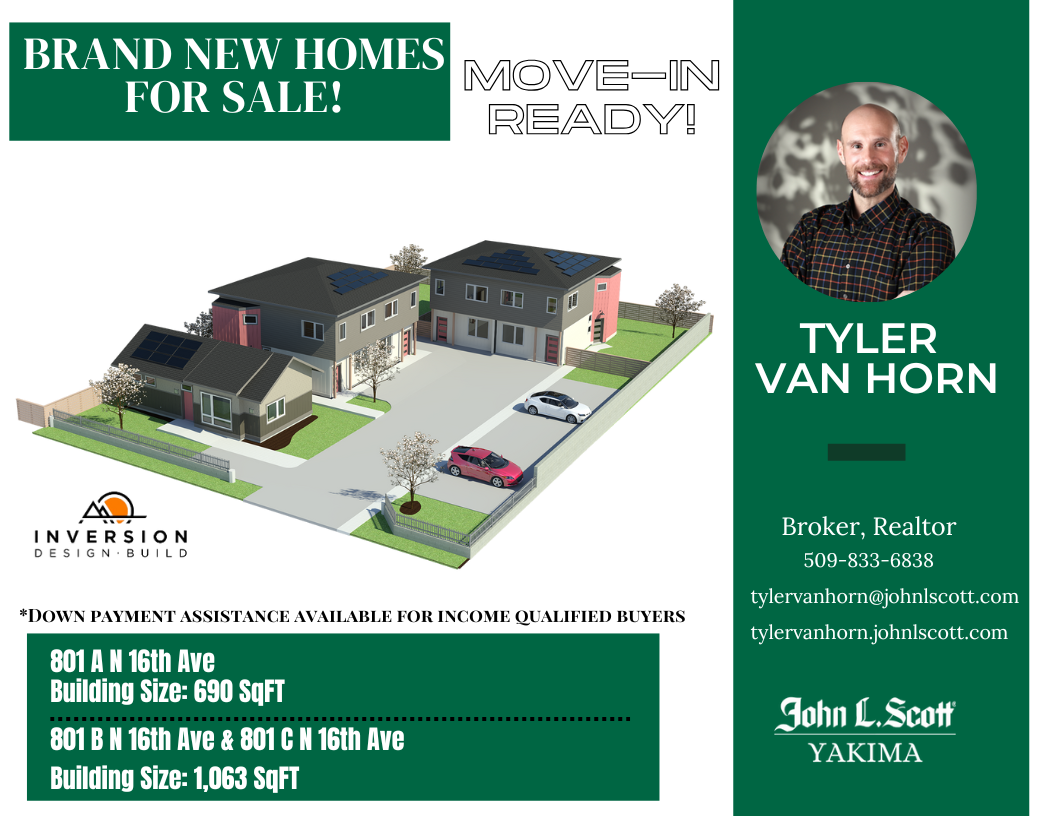 BRAND NEW HOMES
FOR SALE!
MOVE-IN
READY!
INVERSION
DESIGN·BUILD
*Down payment assistance available for income qualified buyers
801 A N 16th Ave
Building Size: 690 SqFT
801 B N 16th Ave & 801 C N 16th Ave
Building Size: 1,063 SqFT
TYLER
VAN HORN
Broker, Realtor
509-833-6838
tylervanhorn@johnlscott.com
tylervanhorn.johnlscott.com
John L. Scott
YAKIMA